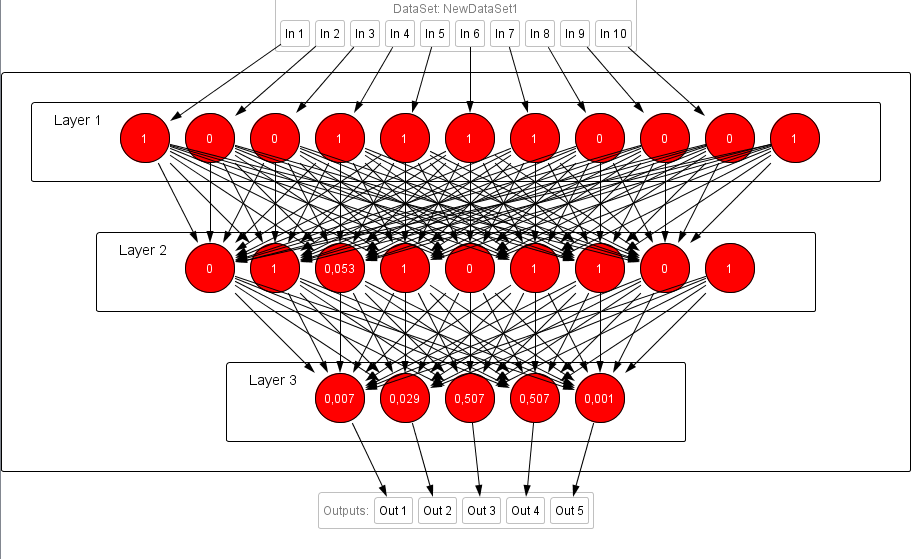 DataSet: NewDataSet1
In 1 In 2 In 3 In 4 In 5 In 6 In 7 In 8 In 9 In 10
Layer 1
1 0 0 1 1 1 1 0 0 0 1
Layer 2
0 1 0,053 1 0 1 1 0 1
Layer 3
0,007 0,029 0,507 0,507 0,001
Outputs: Out 1 Out 2 Out 3 Out 4 Out 5